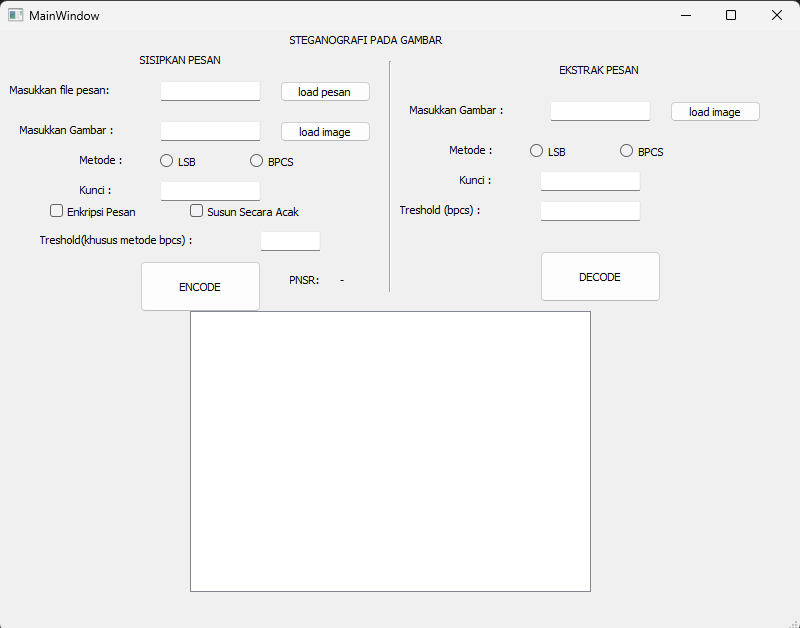 MainWindow
STEGANOGRAFI PADA GAMBAR
SISIPKAN PESAN
Masukkan file pesan:
load pesan
Masukkan Gambar :
load image
Metode :
LSB
BPCS
Kunci :
Enkripsi Pesan
Susun Secara Acak
Treshold(khusus metode bpcs) :
ENCODE
PNSR: -
EKSTRAK PESAN
Masukkan Gambar :
load image
Metode :
LSB
BPCS
Kunci :
Treshold (bpcs) :
DECODE